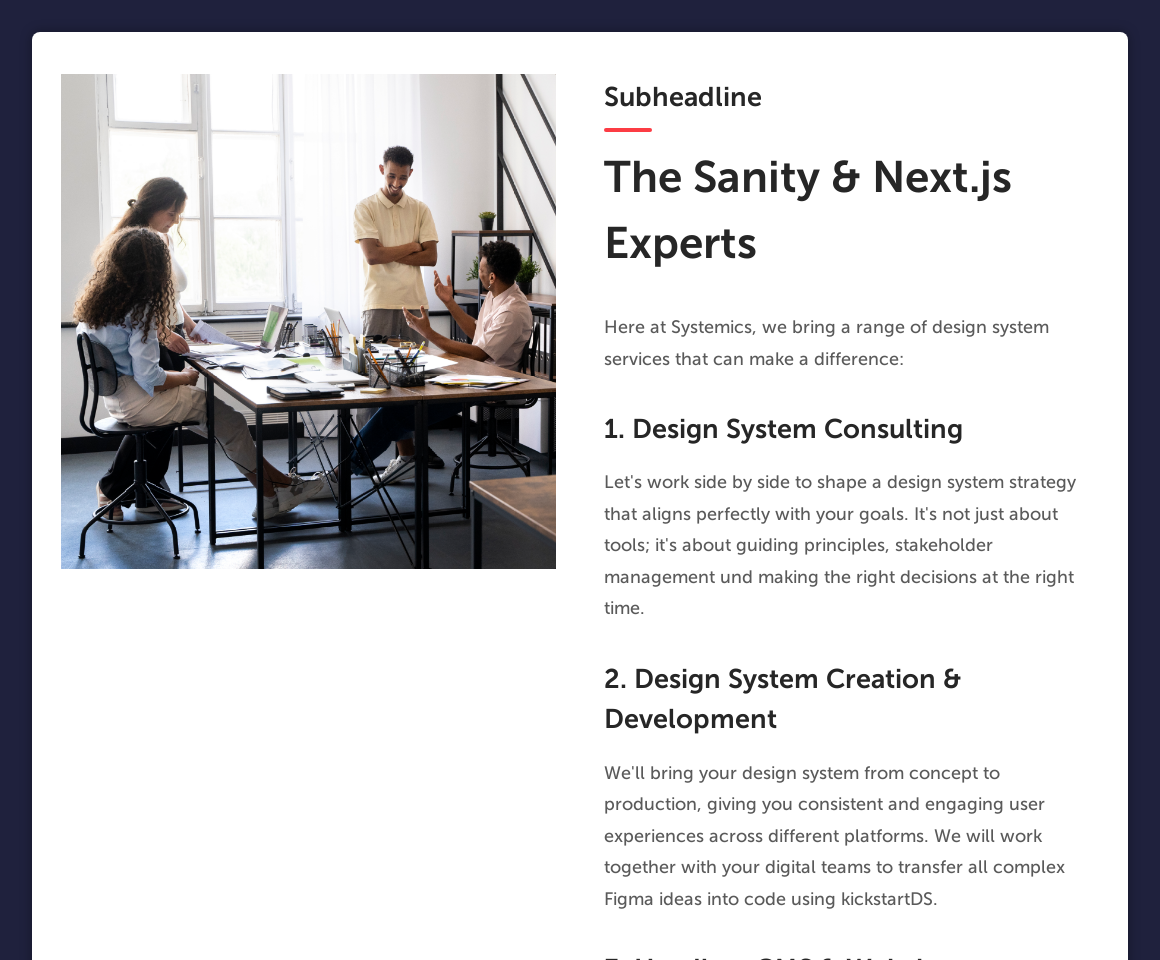 Subheadline
The Sanity & Next.js
Experts
Here at Systemics, we bring a range of design system
services that can make a difference:
1. Design System Consulting
Let's work side by side to shape a design system strategy
that aligns perfectly with your goals. It's not just about
tools; it's about guiding principles, stakeholder
management und making the right decisions at the right
time.
2. Design System Creation &
Development
We'll bring your design system from concept to
production, giving you consistent and engaging user
experiences across different platforms. We will work
together with your digital teams to transfer all complex
Figma ideas into code using kickstartDS.